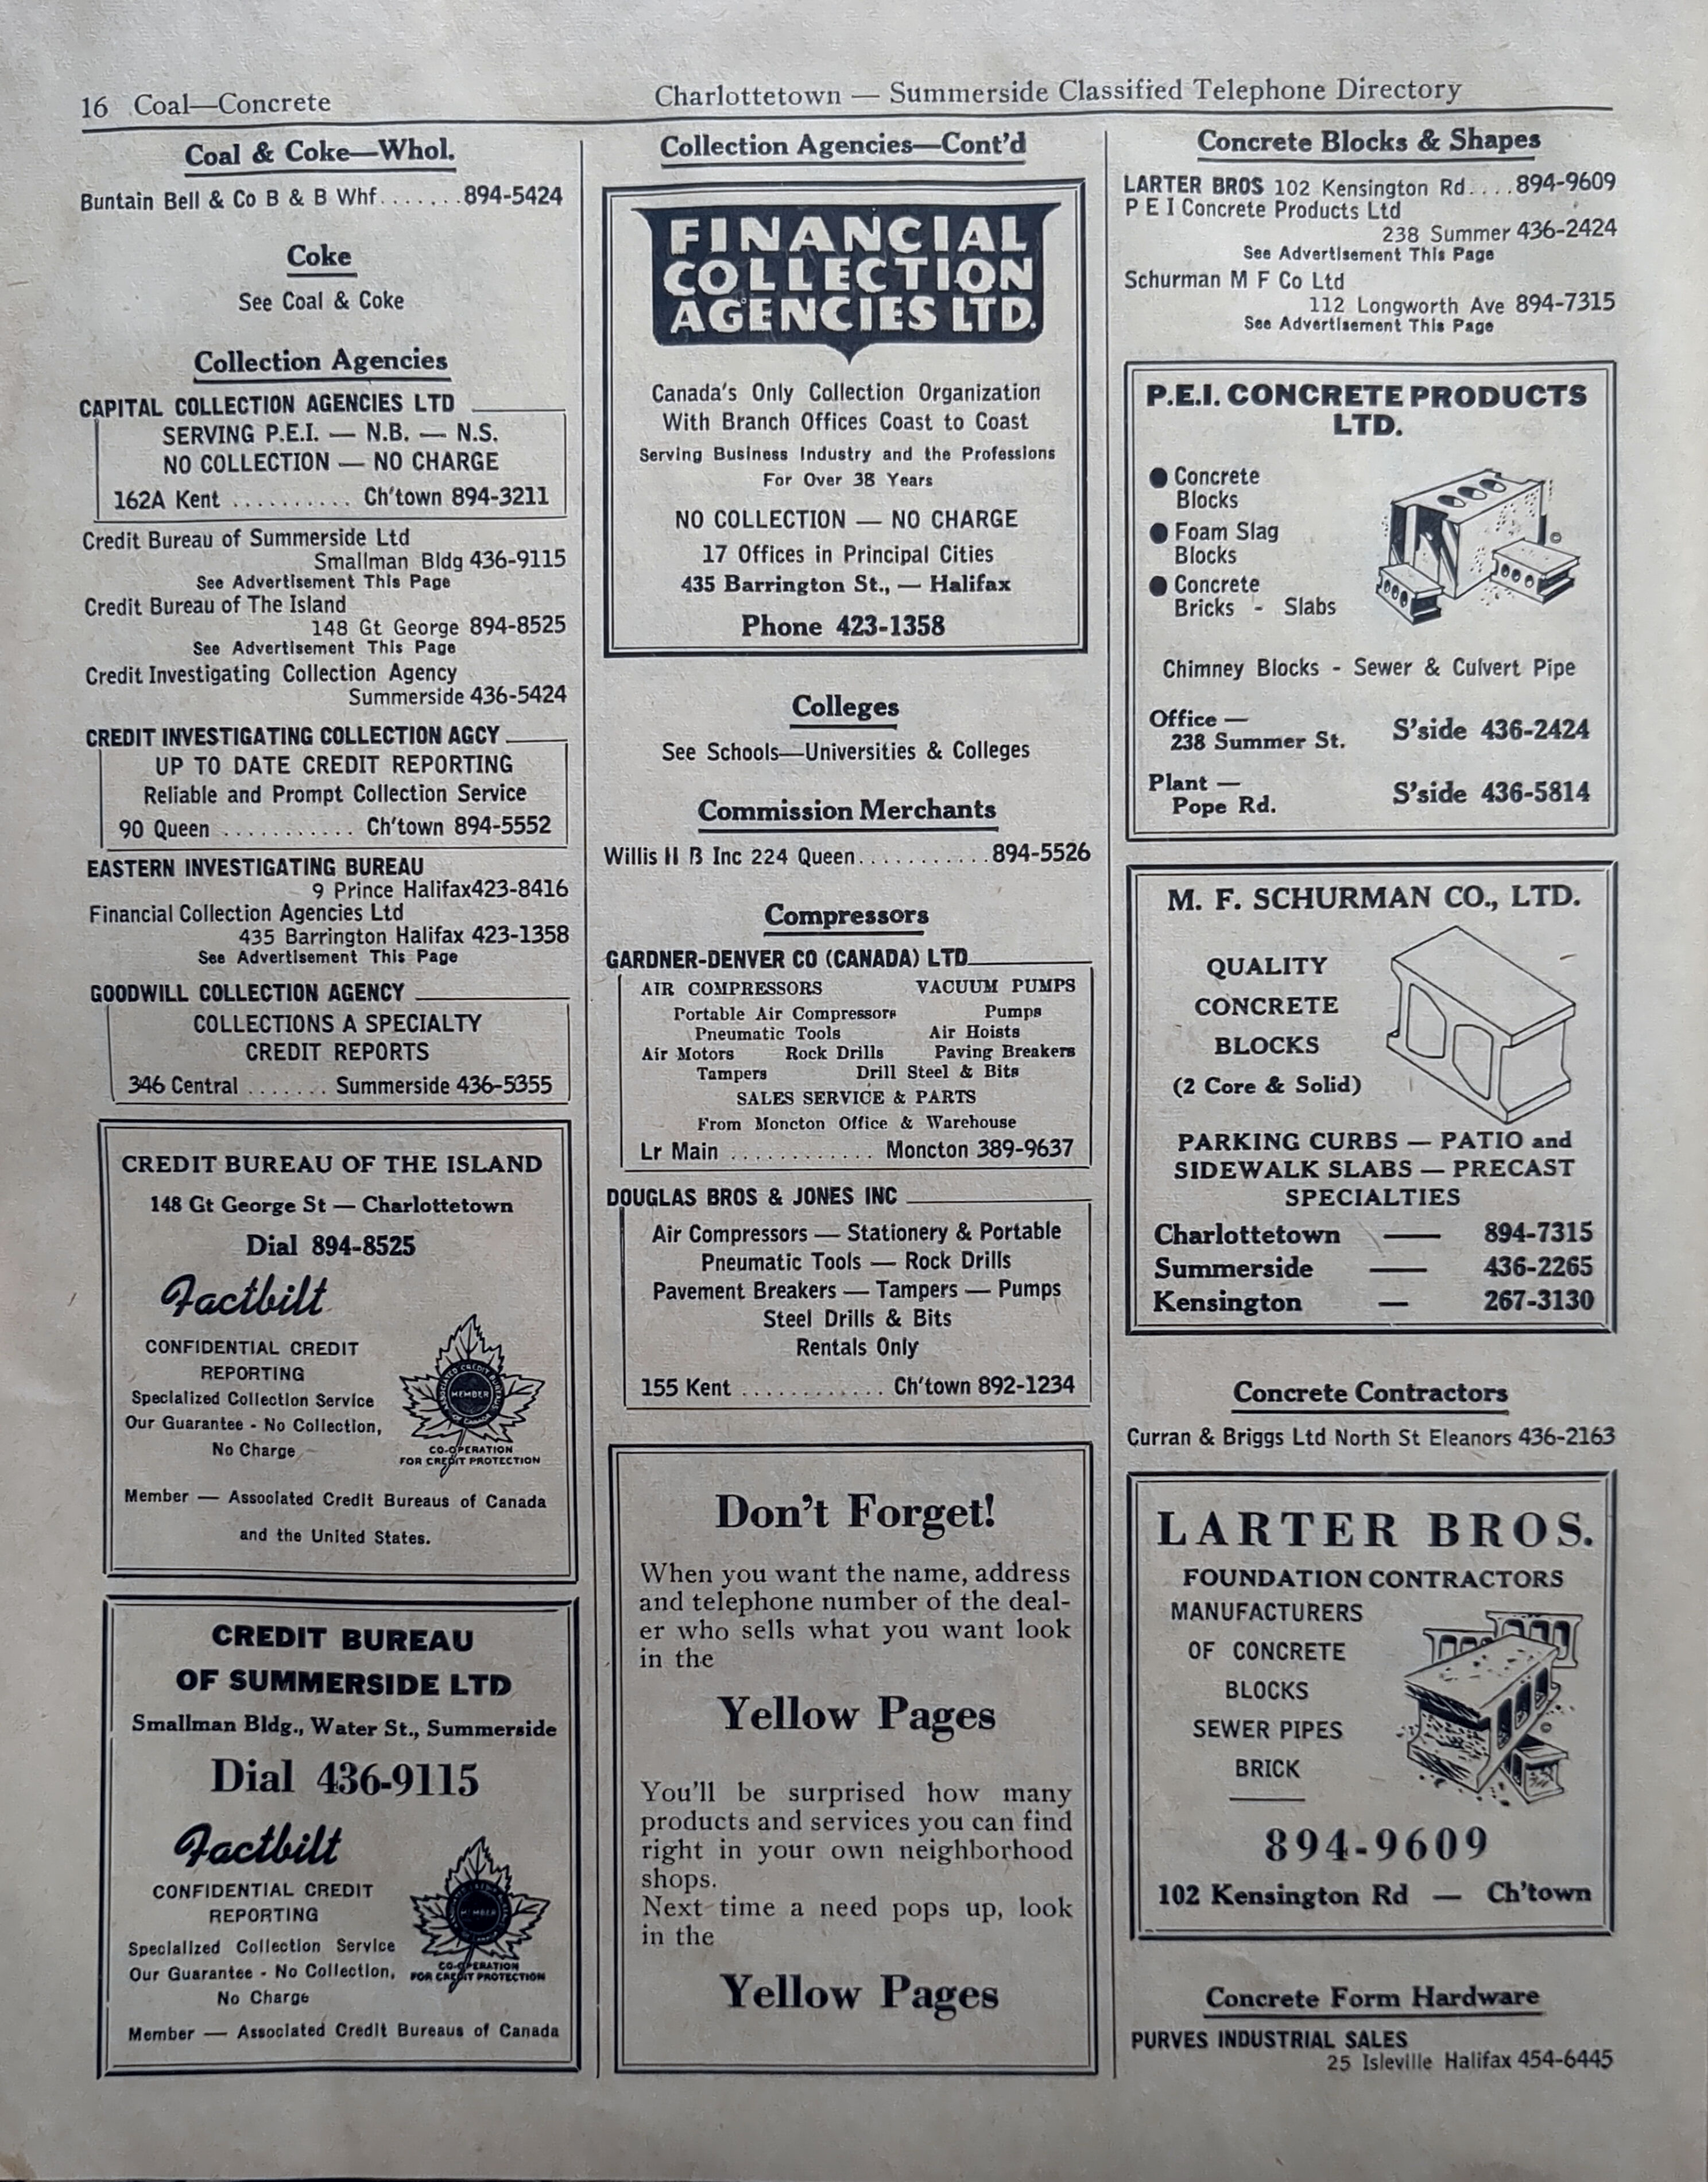 16 Coal—Concrete
Charlottetown — Summerside Classified Telephone Directory
Coal & Coke—Whol.
Buntain Bell & Co B & B Whf.......894-5424
Coke
See Coal & Coke
Collection Agencies
CAPITAL COLLECTION AGENCIES LTD
SERVING P.E.I. — N.B. — N.S.
NO COLLECTION — NO CHARGE
162A Kent .......... Ch'town 894-3211
Credit Bureau of Summerside Ltd
Smallman Bldg 436-9115
See Advertisement This Page
Credit Bureau of The Island
148 Gt George 894-8525
See Advertisement This Page
Credit Investigating Collection Agency
Summerside 436-5424
CREDIT INVESTIGATING COLLECTION AGCY
UP TO DATE CREDIT REPORTING
Reliable and Prompt Collection Service
90 Queen ........... Ch'town 894-5552
EASTERN INVESTIGATING BUREAU
9 Prince Halifax423-8416
Financial Collection Agencies Ltd
435 Barrington Halifax 423-1358
See Advertisement This Page
GOODWILL COLLECTION AGENCY
COLLECTIONS A SPECIALTY
CREDIT REPORTS
346 Central ....... Summerside 436-5355
CREDIT BUREAU OF THE ISLAND
148 Gt George St — Charlottetown
Dial 894-8525
Factbilt
CONFIDENTIAL CREDIT
REPORTING
Specialized Collection Service
Our Guarantee - No Collection,
No Charge
ASSOCIATED CREDIT BUREAUS
MEMBER
OF CANADA
CO-OPERATION
FOR CREDIT PROTECTION
Member — Associated Credit Bureaus of Canada
and the United States.
CREDIT BUREAU
OF SUMMERSIDE LTD
Smallman Bldg., Water St., Summerside
Dial 436-9115
Factbilt
CONFIDENTIAL CREDIT
REPORTING
Specialized Collection Service
Our Guarantee - No Collection,
No Charge
MEMBER
CO-OPERATION
FOR CREDIT PROTECTION
Member — Associated Credit Bureaus of Canada
Collection Agencies—Cont'd
FINANCIAL
COLLECTION
AGENCIES LTD.
Canada's Only Collection Organization
With Branch Offices Coast to Coast
Serving Business Industry and the Professions
For Over 38 Years
NO COLLECTION — NO CHARGE
17 Offices in Principal Cities
435 Barrington St., — Halifax
Phone 423-1358
Colleges
See Schools—Universities & Colleges
Commission Merchants
Willis H B Inc 224 Queen...........894-5526
Compressors
GARDNER-DENVER CO (CANADA) LTD
AIR COMPRESSORS VACUUM PUMPS
Portable Air Compressors Pumps
Pneumatic Tools Air Hoists
Air Motors Rock Drills Paving Breakers
Tampers Drill Steel & Bits
SALES SERVICE & PARTS
From Moncton Office & Warehouse
Lr Main ............ Moncton 389-9637
DOUGLAS BROS & JONES INC
Air Compressors — Stationery & Portable
Pneumatic Tools — Rock Drills
Pavement Breakers — Tampers — Pumps
Steel Drills & Bits
Rentals Only
155 Kent ............ Ch'town 892-1234
Don't Forget!
When you want the name, address
and telephone number of the deal-
er who sells what you want look
in the
Yellow Pages
You'll be surprised how many
products and services you can find
right in your own neighborhood
shops.
Next time a need pops up, look
in the
Yellow Pages
Concrete Blocks & Shapes
LARTER BROS 102 Kensington Rd....894-9609
P E I Concrete Products Ltd
238 Summer 436-2424
See Advertisement This Page
Schurman M F Co Ltd
112 Longworth Ave 894-7315
See Advertisement This Page
P.E.I. CONCRETE PRODUCTS
LTD.
● Concrete
Blocks
● Foam Slag
Blocks
● Concrete
Bricks - Slabs
©
Chimney Blocks - Sewer & Culvert Pipe
Office —
238 Summer St. S'side 436-2424
Plant —
Pope Rd. S'side 436-5814
M. F. SCHURMAN CO., LTD.
QUALITY
CONCRETE
BLOCKS
(2 Core & Solid)
PARKING CURBS — PATIO and
SIDEWALK SLABS — PRECAST
SPECIALTIES
Charlottetown — 894-7315
Summerside — 436-2265
Kensington — 267-3130
Concrete Contractors
Curran & Briggs Ltd North St Eleanors 436-2163
LARTER BROS.
FOUNDATION CONTRACTORS
MANUFACTURERS
OF CONCRETE
BLOCKS
SEWER PIPES
BRICK
©
894-9609
102 Kensington Rd — Ch'town
Concrete Form Hardware
PURVES INDUSTRIAL SALES
25 Isleville Halifax 454-6445